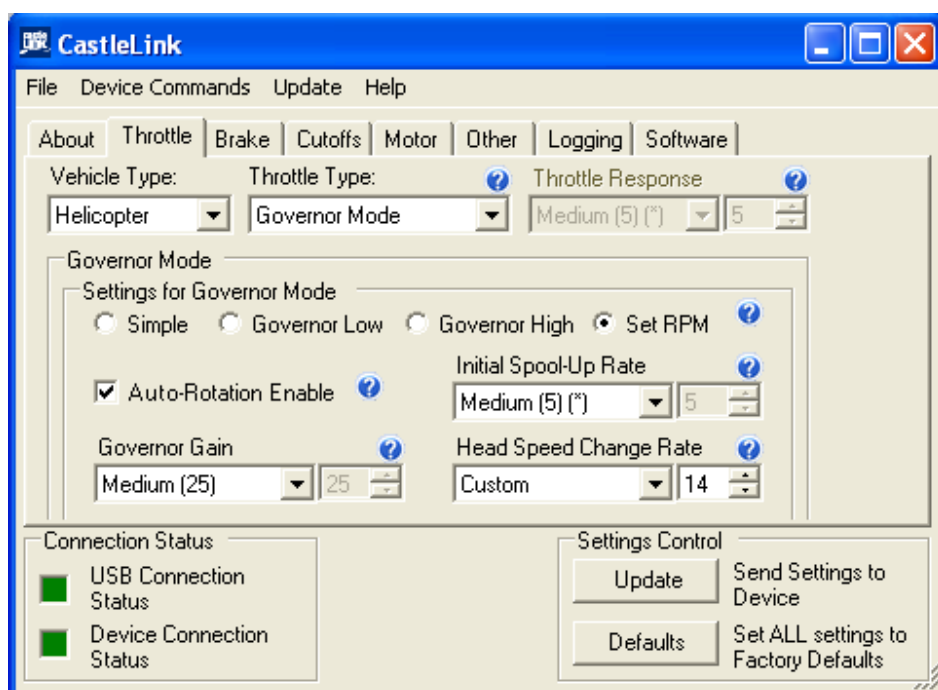 CastleLink
File Device Commands Update Help
About Throttle Brake Cutoffs Motor Other Logging Software
Vehicle Type: Throttle Type: ? Throttle Response ?
Helicopter Governor Mode Medium (5) (*) 5
Governor Mode
Settings for Governor Mode
Simple Governor Low Governor High Set RPM ?
Initial Spool-Up Rate ?
Auto-Rotation Enable ?
Medium (5) (*) 5
Governor Gain ? Head Speed Change Rate ?
Medium (25) 25 Custom 14
Connection Status Settings Control
USB Connection
Status
Update Send Settings to
Device
Device Connection
Status
Defaults Set ALL settings to
Factory Defaults